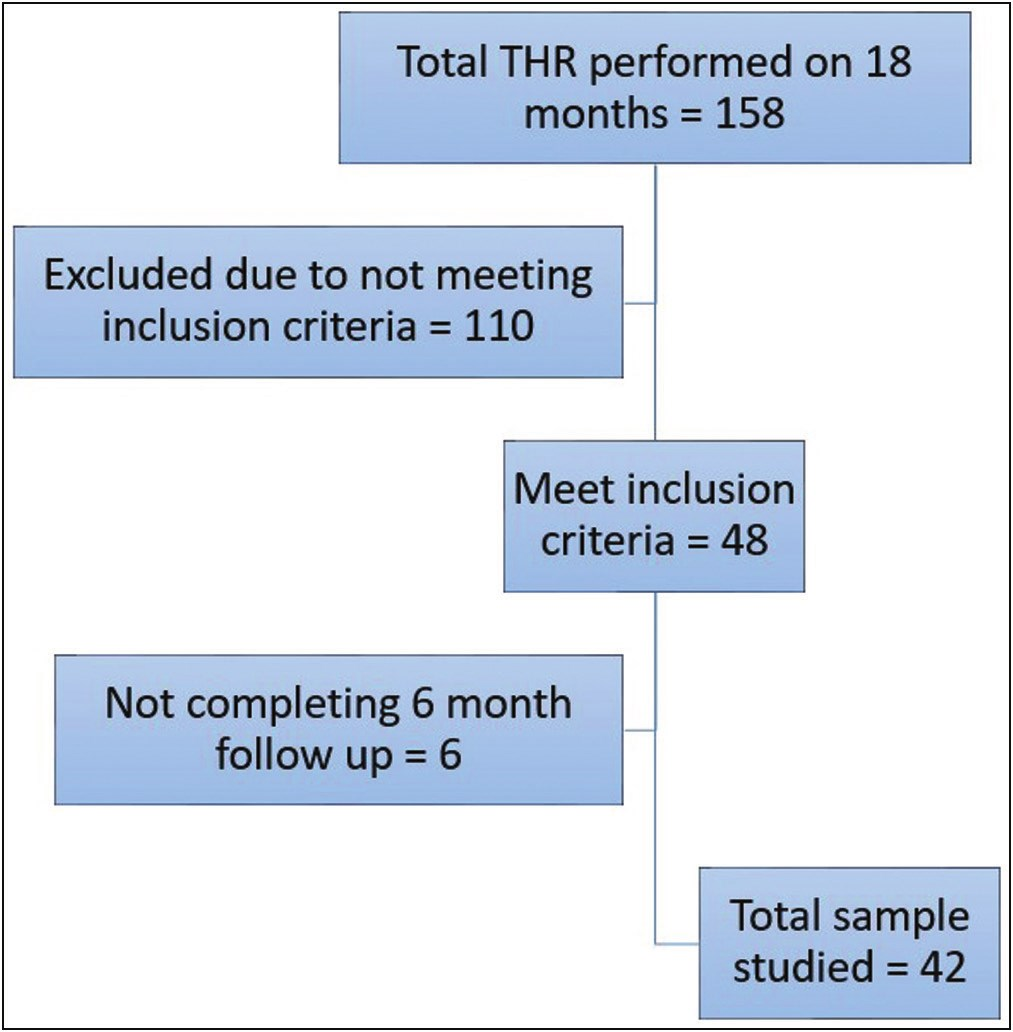 Total THR performed on 18
months = 158
Excluded due to not meeting
inclusion criteria = 110
Meet inclusion
criteria = 48
Not completing 6 month
follow up = 6
Total sample
studied = 42